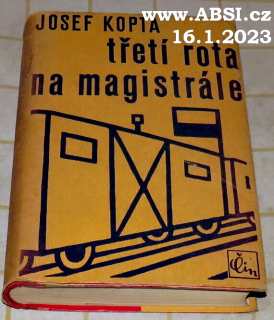 www.ABSI.cz
16.1.2023
JOSEF KOPTA
třetí rota
na magistrále
Čin